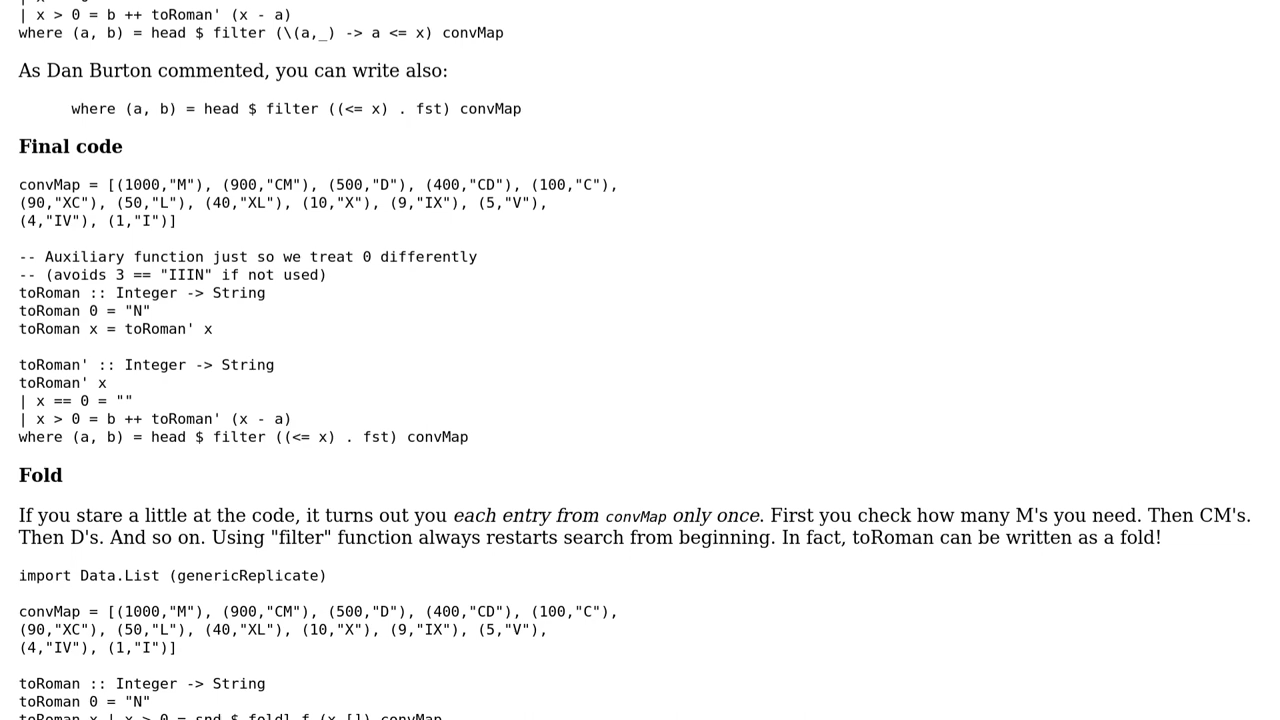 | x > 0 = b ++ toRoman' (x - a)
where (a, b) = head $ filter (\(a,_) -> a <= x) convMap
As Dan Burton commented, you can write also:
where (a, b) = head $ filter ((<= x) . fst) convMap
Final code
convMap = [(1000,"M"), (900,"CM"), (500,"D"), (400,"CD"), (100,"C"),
(90,"XC"), (50,"L"), (40,"XL"), (10,"X"), (9,"IX"), (5,"V"),
(4,"IV"), (1,"I")]
-- Auxiliary function just so we treat 0 differently
-- (avoids 3 == "IIIN" if not used)
toRoman :: Integer -> String
toRoman 0 = "N"
toRoman x = toRoman' x
toRoman' :: Integer -> String
toRoman' x
| x == 0 = ""
| x > 0 = b ++ toRoman' (x - a)
where (a, b) = head $ filter ((<= x) . fst) convMap
Fold
If you stare a little at the code, it turns out you each entry from convMap only once. First you check how many M's you need. Then CM's.
Then D's. And so on. Using "filter" function always restarts search from beginning. In fact, toRoman can be written as a fold!
import Data.List (genericReplicate)
convMap = [(1000,"M"), (900,"CM"), (500,"D"), (400,"CD"), (100,"C"),
(90,"XC"), (50,"L"), (40,"XL"), (10,"X"), (9,"IX"), (5,"V"),
(4,"IV"), (1,"I")]
toRoman :: Integer -> String
toRoman 0 = "N"
toRoman x | x > 0 = snd $ foldl f (x,[]) convMap